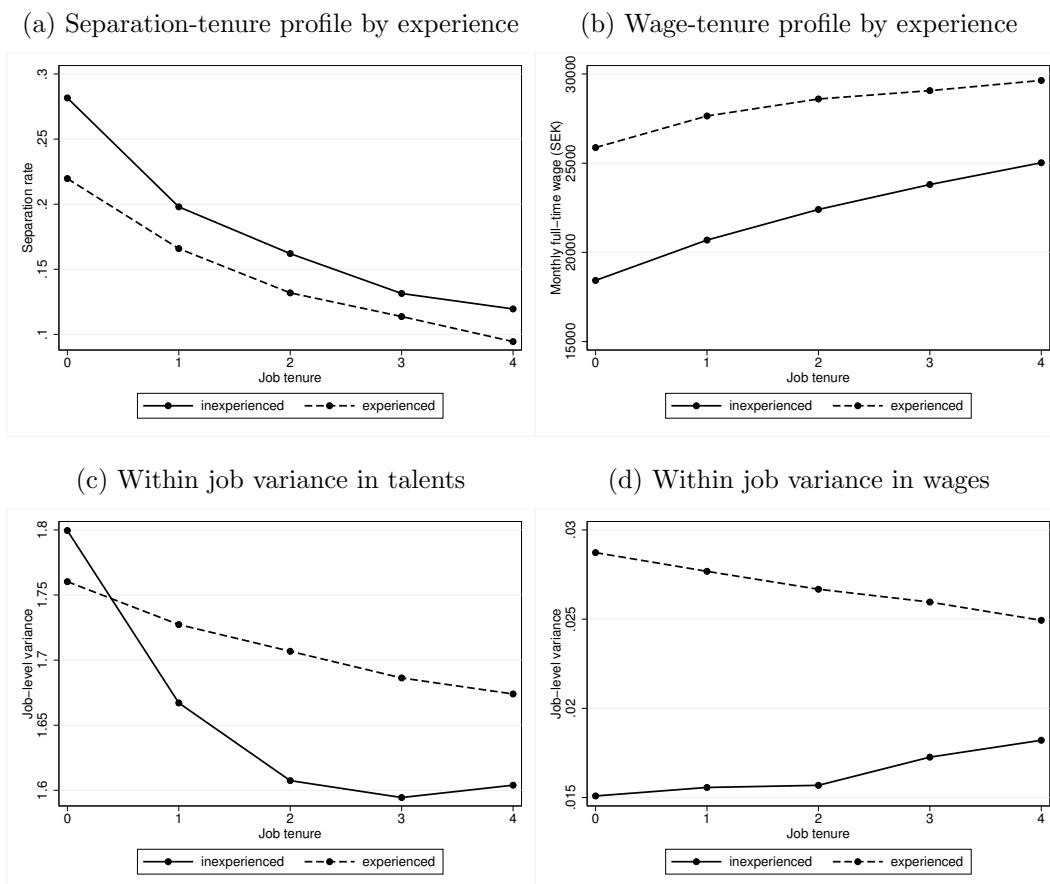 (a) Separation-tenure profile by experience
Separation rate
.3
.25
.2
.15
.1
0 1 2 3 4
Job tenure
inexperienced experienced
(b) Wage-tenure profile by experience
Monthly full−time wage (SEK)
30000
25000
20000
15000
0 1 2 3 4
Job tenure
inexperienced experienced
(c) Within job variance in talents
Job−level variance
1.8
1.75
1.7
1.65
1.6
0 1 2 3 4
Job tenure
inexperienced experienced
(d) Within job variance in wages
Job−level variance
.03
.025
.02
.015
0 1 2 3 4
Job tenure
inexperienced experienced